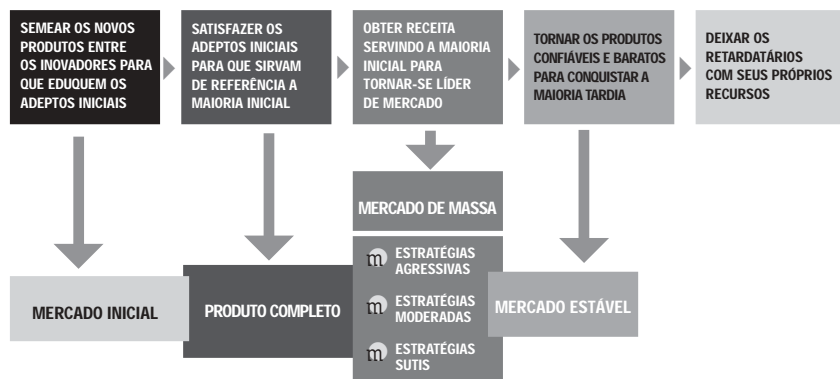 SEMEAR OS NOVOS
PRODUTOS ENTRE
OS INOVADORES PARA
QUE EDUQUEM OS
ADEPTOS INICIAIS
SATISFAZER OS
ADEPTOS INICIAIS
PARA QUE SIRVAM
DE REFERÊNCIA A
MAIORIA INICIAL
OBTER RECEITA
SERVINDO A MAIORIA
INICIAL PARA
TORNAR-SE LÍDER
DE MERCADO
TORNAR OS PRODUTOS
CONFIÁVEIS E BARATOS
PARA CONQUISTAR A
MAIORIA TARDIA
DEIXAR OS
RETARDATÁRIOS
COM SEUS PRÓPRIOS
RECURSOS
MERCADO DE MASSA
m ESTRATÉGIAS
AGRESSIVAS
m ESTRATÉGIAS
MODERADAS
m ESTRATÉGIAS
SUTIS
MERCADO INICIAL
PRODUTO COMPLETO
MERCADO ESTÁVEL